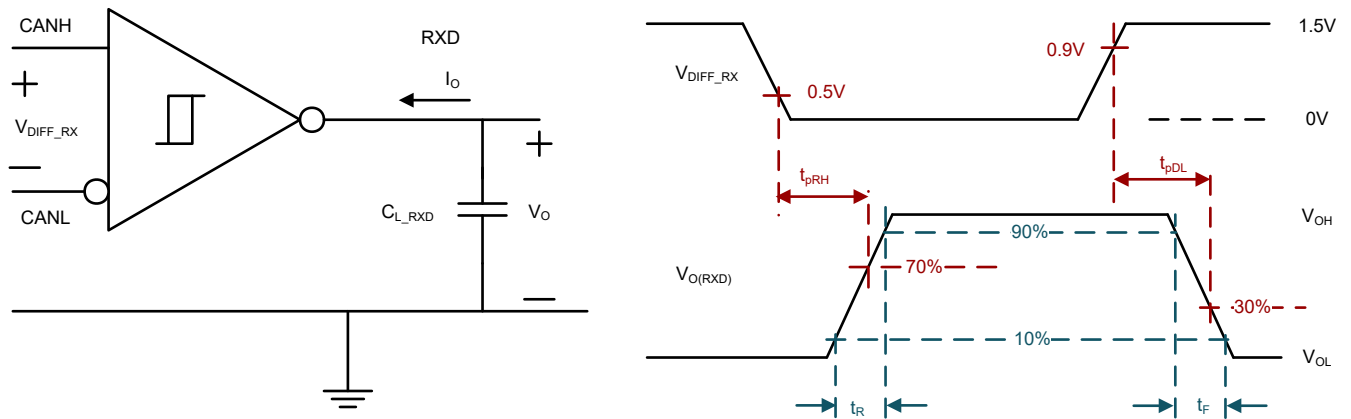 CANH
+
V_DIFF_RX
−
CANL
RXD
I_O
C_L_RXD
+
V_O
−
V_DIFF_RX
0.5V
0.9V
1.5V
0V
t_pRH
t_pDL
V_O(RXD)
90%
70%
30%
10%
V_OH
V_OL
t_R
t_F